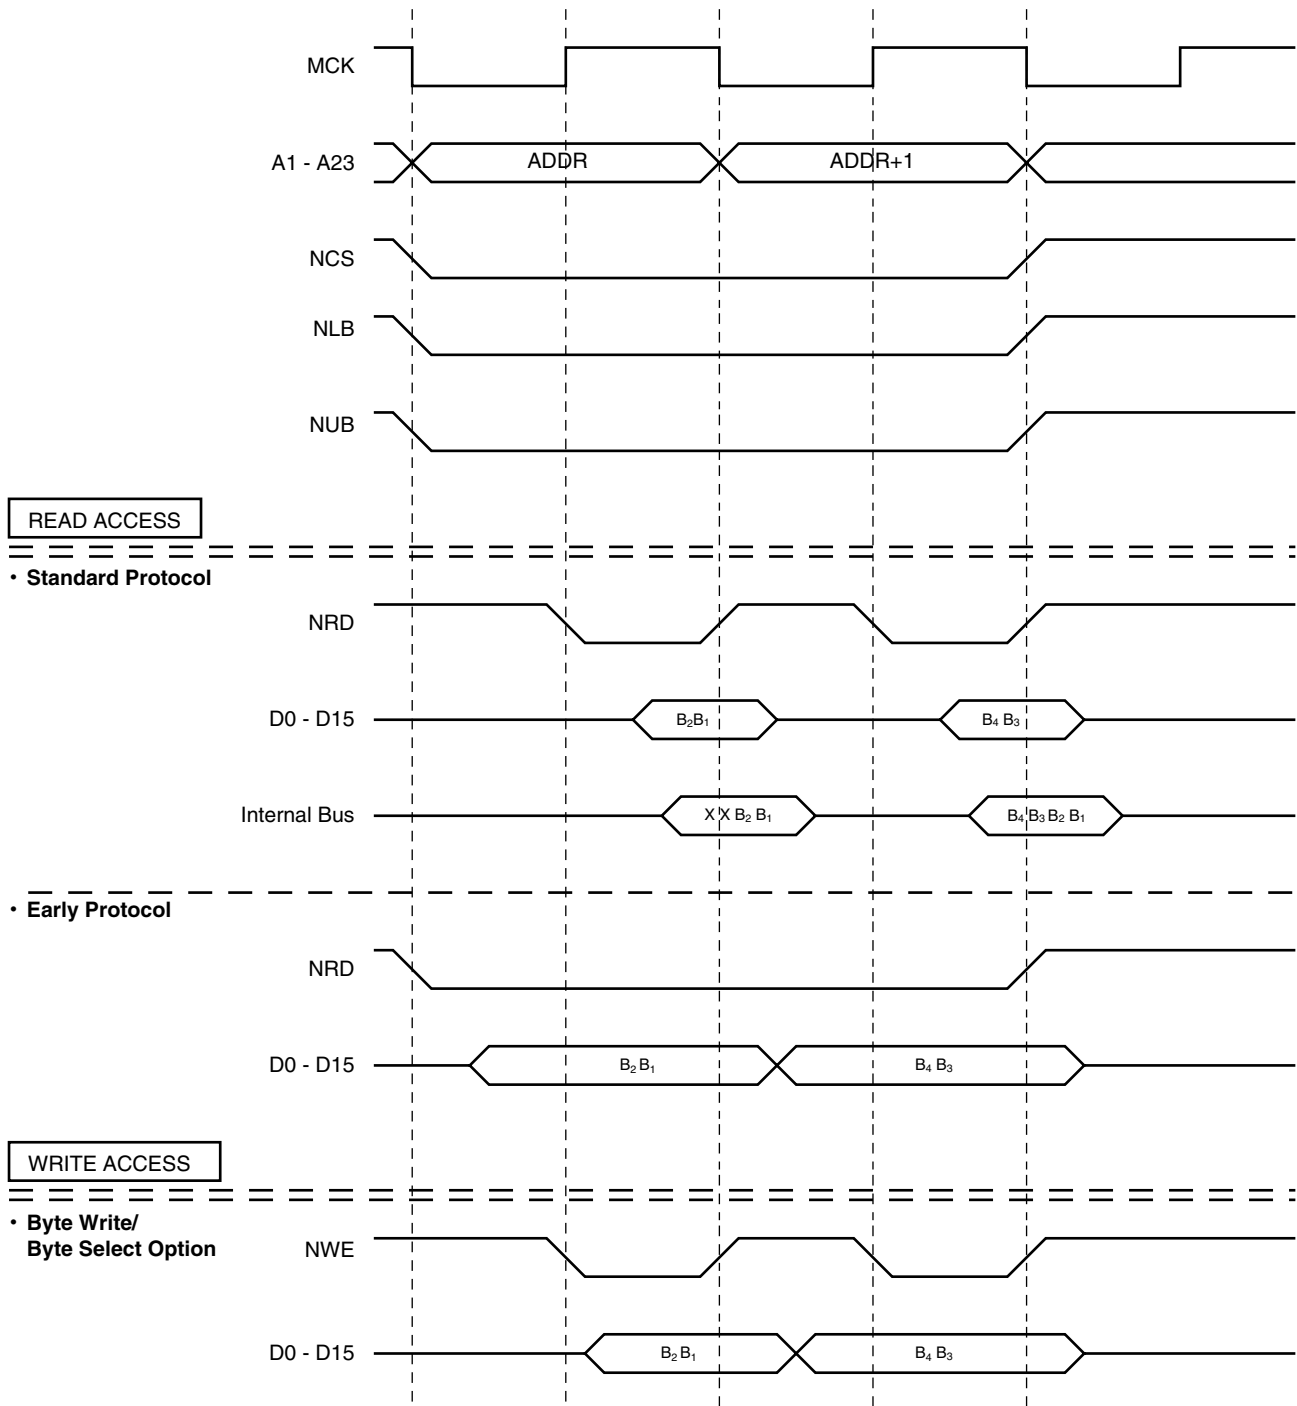 MCK
A1 - A23 ADDR ADDR+1
NCS
NLB
NUB
READ ACCESS
• Standard Protocol
NRD
D0 - D15 B₂B₁ B₄ B₃
Internal Bus X X B₂ B₁ B₄ B₃ B₂ B₁
• Early Protocol
NRD
D0 - D15 B₂ B₁ B₄ B₃
WRITE ACCESS
• Byte Write/
Byte Select Option NWE
D0 - D15 B₂ B₁ B₄ B₃